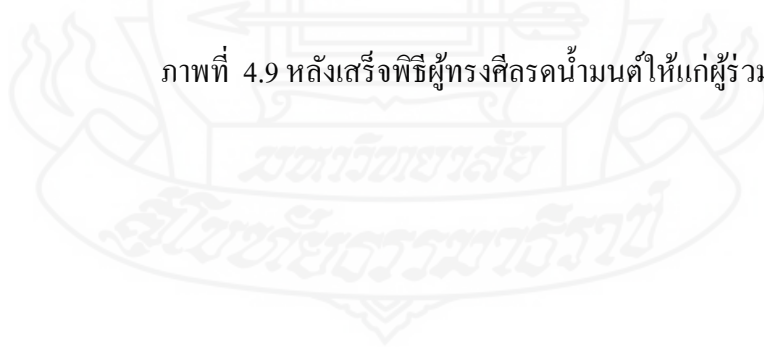 ภาพที่ 4.9 หลังเสร็จพิธีผู้ทรงศีลรดน้ำมนต์ให้แก่ผู้ร่วม
มหาวิทยาลัย
สุโขทัยธรรมาธิราช